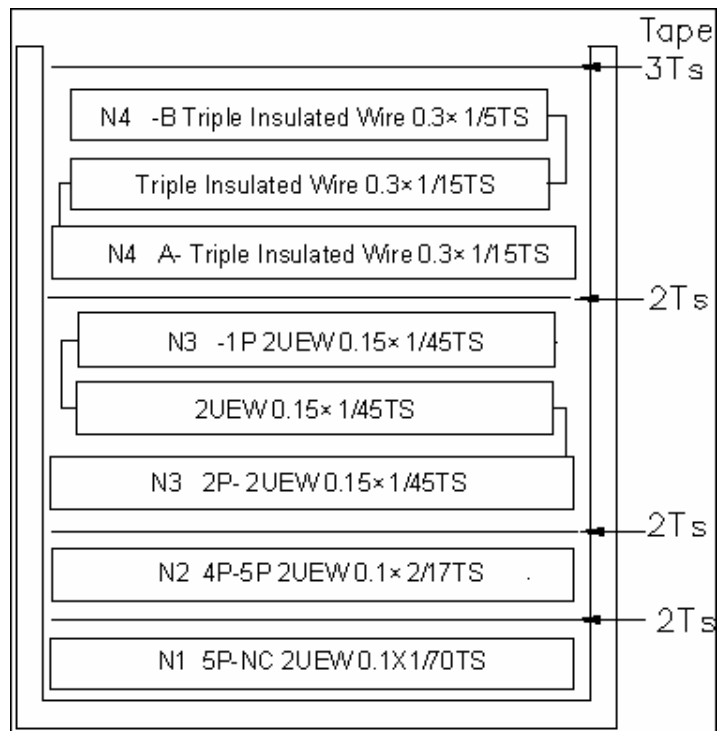 Tape
3Ts
N4 -B Triple Insulated Wire 0.3× 1/5TS
Triple Insulated Wire 0.3× 1/15TS
N4 A- Triple Insulated Wire 0.3× 1/15TS
2Ts
N3 -1P 2UEW 0.15× 1/45TS
2UEW 0.15× 1/45TS
N3 2P- 2UEW 0.15× 1/45TS
2Ts
N2 4P-5P 2UEW 0.1× 2/17TS
2Ts
N1 5P-NC 2UEW 0.1X1/70TS